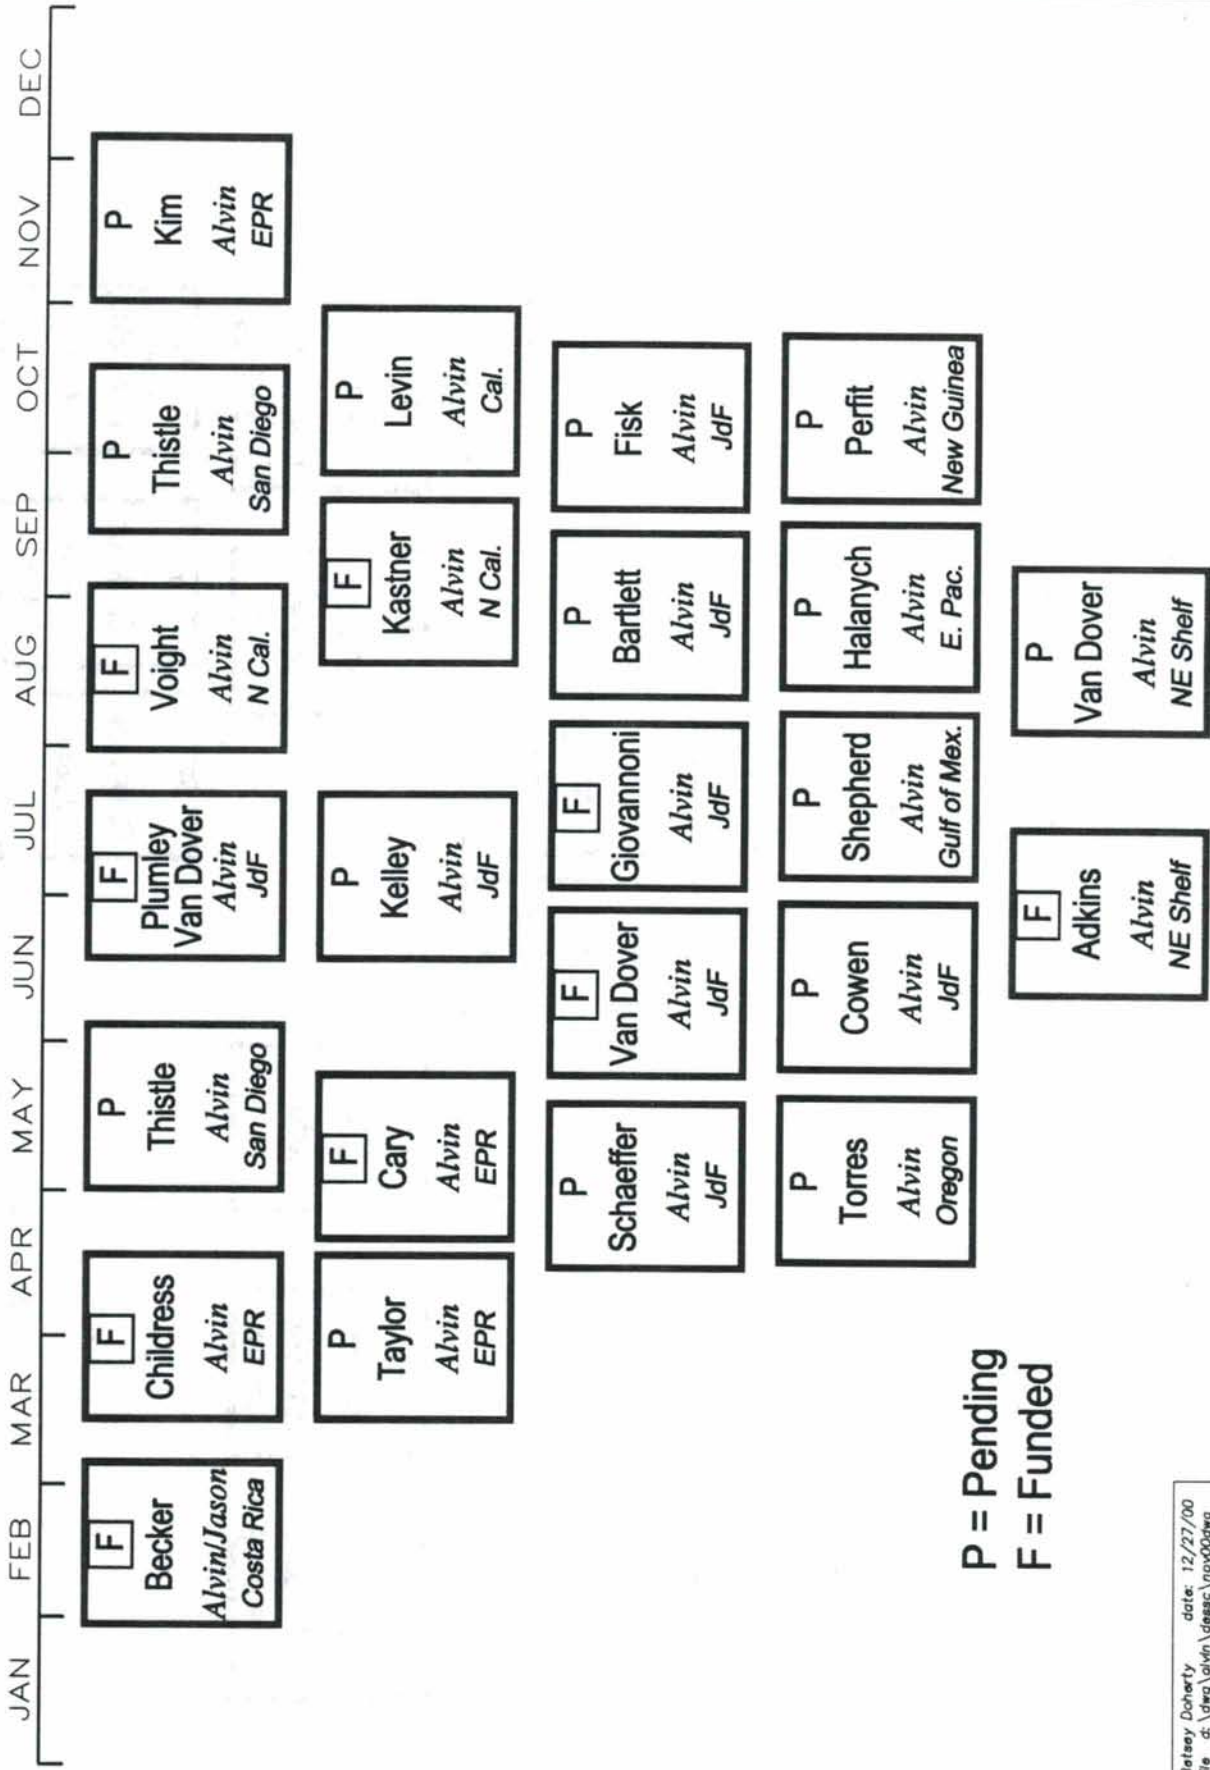 JAN FEB MAR APR MAY JUN JUL AUG SEP OCT NOV DEC
F
Becker
Alvin/Jason
Costa Rica
F
Childress
Alvin
EPR
P
Thistle
Alvin
San Diego
F
Plumley
Van Dover
Alvin
JdF
F
Voight
Alvin
N Cal.
P
Thistle
Alvin
San Diego
P
Kim
Alvin
EPR
P
Taylor
Alvin
EPR
F
Cary
Alvin
EPR
P
Kelley
Alvin
JdF
F
Kastner
Alvin
N Cal.
P
Levin
Alvin
Cal.
P
Schaeffer
Alvin
JdF
F
Van Dover
Alvin
JdF
F
Giovannoni
Alvin
JdF
P
Bartlett
Alvin
JdF
P
Fisk
Alvin
JdF
P
Torres
Alvin
Oregon
P
Cowen
Alvin
JdF
P
Shepherd
Alvin
Gulf of Mex.
P
Halanych
Alvin
E. Pac.
P
Perfit
Alvin
New Guinea
F
Adkins
Alvin
NE Shelf
P
Van Dover
Alvin
NE Shelf
P = Pending
F = Funded
Doherty date: 12/27/00
d:\dwg\alvin\dessc\nov00dwg